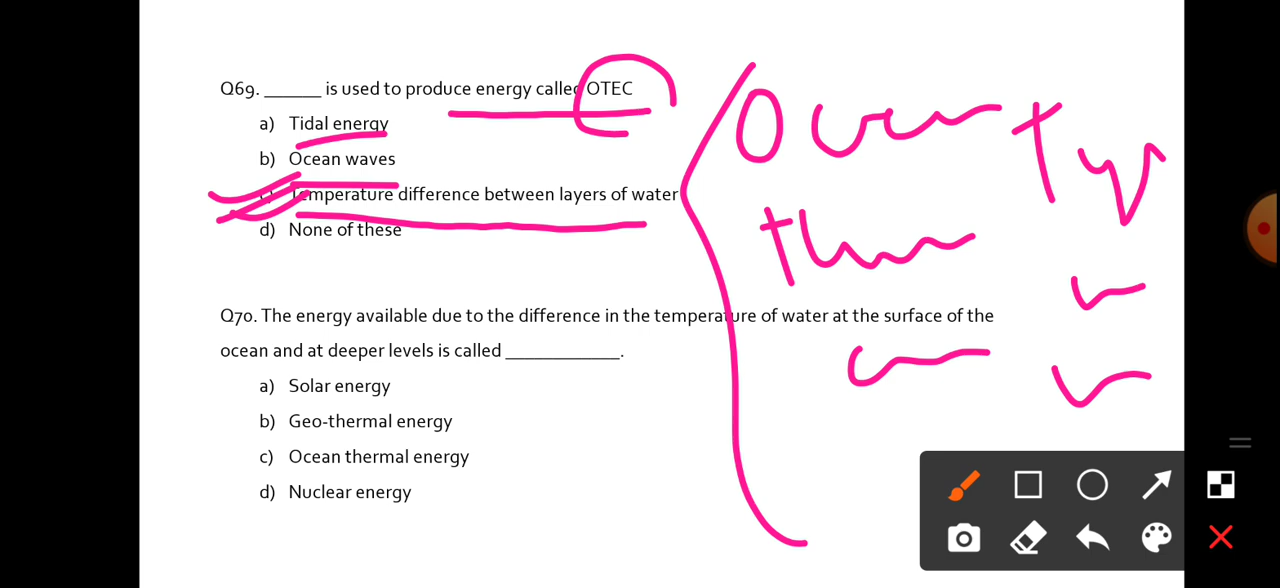 Q69. ______ is used to produce energy called OTEC
a) Tidal energy
b) Ocean waves
c) Temperature difference between layers of water
d) None of these
Q70. The energy available due to the difference in the temperature of water at the surface of the
ocean and at deeper levels is called ____________.
a) Solar energy
b) Geo-thermal energy
c) Ocean thermal energy
d) Nuclear energy